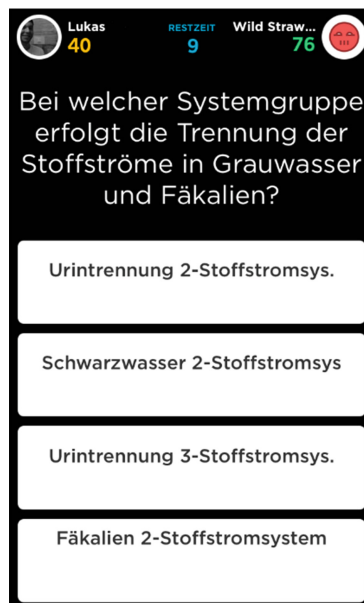 Lukas
40
RESTZEIT
9
Wild Straw...
76
Bei welcher Systemgruppe
erfolgt die Trennung der
Stoffströme in Grauwasser
und Fäkalien?
Urintrennung 2-Stoffstromsys.
Schwarzwasser 2-Stoffstromsys
Urintrennung 3-Stoffstromsys.
Fäkalien 2-Stoffstromsystem